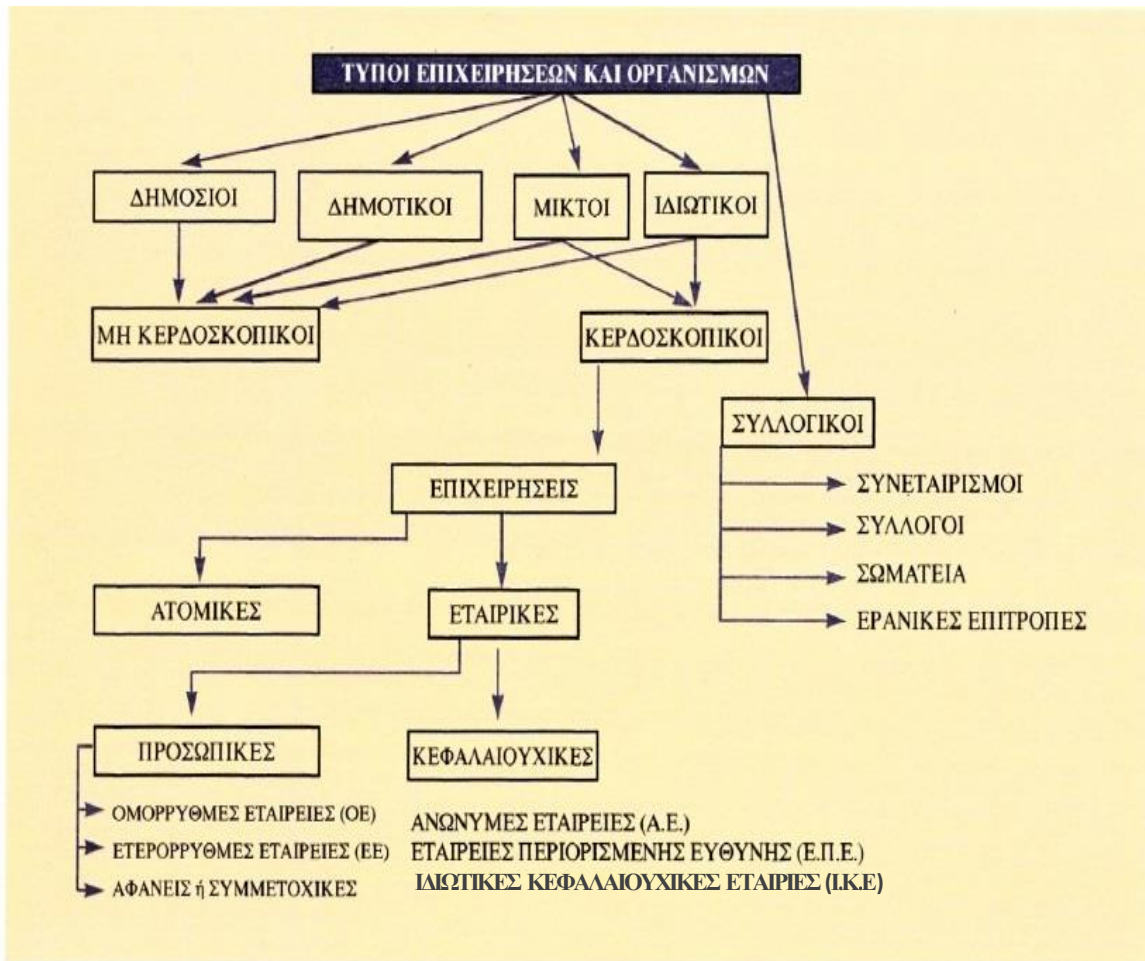 ΤΥΠΟΙ ΕΠΙΧΕΙΡΗΣΕΩΝ ΚΑΙ ΟΡΓΑΝΙΣΜΩΝ
ΔΗΜΟΣΙΟΙ
ΔΗΜΟΤΙΚΟΙ
ΜΙΚΤΟΙ
ΙΔΙΩΤΙΚΟΙ
ΜΗ ΚΕΡΔΟΣΚΟΠΙΚΟΙ
ΚΕΡΔΟΣΚΟΠΙΚΟΙ
ΣΥΛΛΟΓΙΚΟΙ
ΣΥΝΕΤΑΙΡΙΣΜΟΙ
ΣΥΛΛΟΓΟΙ
ΣΩΜΑΤΕΙΑ
ΕΡΑΝΙΚΕΣ ΕΠΙΤΡΟΠΕΣ
ΕΠΙΧΕΙΡΗΣΕΙΣ
ΑΤΟΜΙΚΕΣ
ΕΤΑΙΡΙΚΕΣ
ΠΡΟΣΩΠΙΚΕΣ
ΚΕΦΑΛΑΙΟΥΧΙΚΕΣ
ΟΜΟΡΡΥΘΜΕΣ ΕΤΑΙΡΕΙΕΣ (ΟΕ)
ΕΤΕΡΟΡΡΥΘΜΕΣ ΕΤΑΙΡΕΙΕΣ (ΕΕ)
ΑΦΑΝΕΙΣ ή ΣΥΜΜΕΤΟΧΙΚΕΣ
ΑΝΩΝΥΜΕΣ ΕΤΑΙΡΕΙΕΣ (Α.Ε.)
ΕΤΑΙΡΕΙΕΣ ΠΕΡΙΟΡΙΣΜΕΝΗΣ ΕΥΘΥΝΗΣ (Ε.Π.Ε.)
ΙΔΙΩΤΙΚΕΣ ΚΕΦΑΛΑΙΟΥΧΙΚΕΣ ΕΤΑΙΡΙΕΣ (Ι.Κ.Ε)